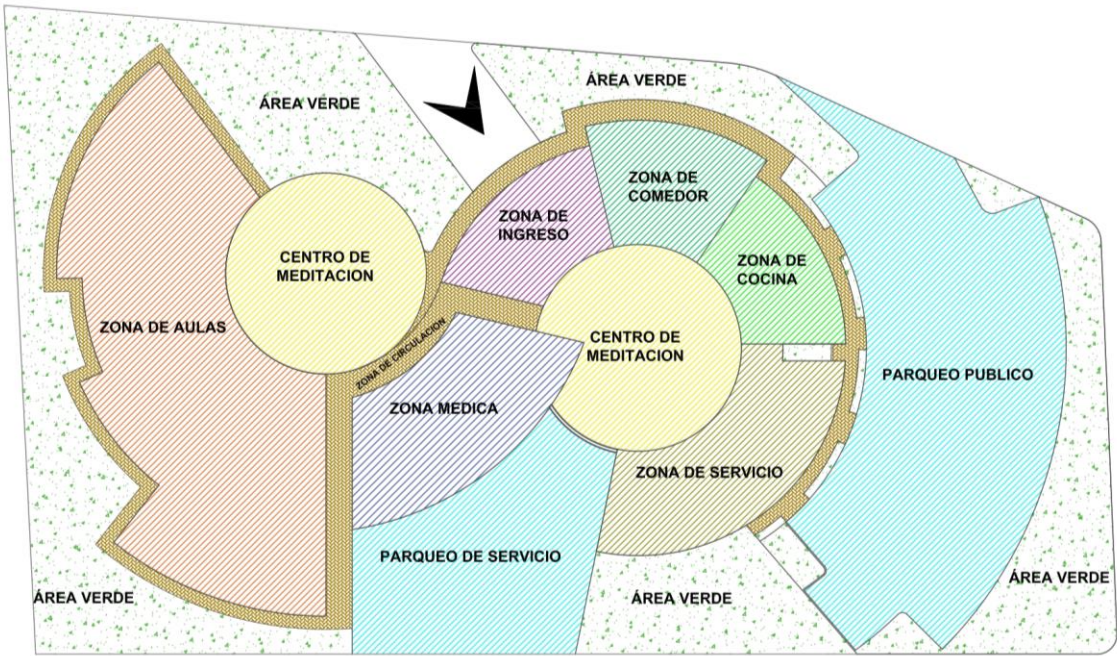 ÁREA VERDE
ÁREA VERDE
ZONA DE
COMEDOR
ZONA DE
INGRESO
CENTRO DE
MEDITACION
ZONA DE
COCINA
ZONA DE AULAS
ZONA DE CIRCULACION
CENTRO DE
MEDITACION
PARQUEO PUBLICO
ZONA MEDICA
ZONA DE SERVICIO
PARQUEO DE SERVICIO
ÁREA VERDE
ÁREA VERDE
ÁREA VERDE